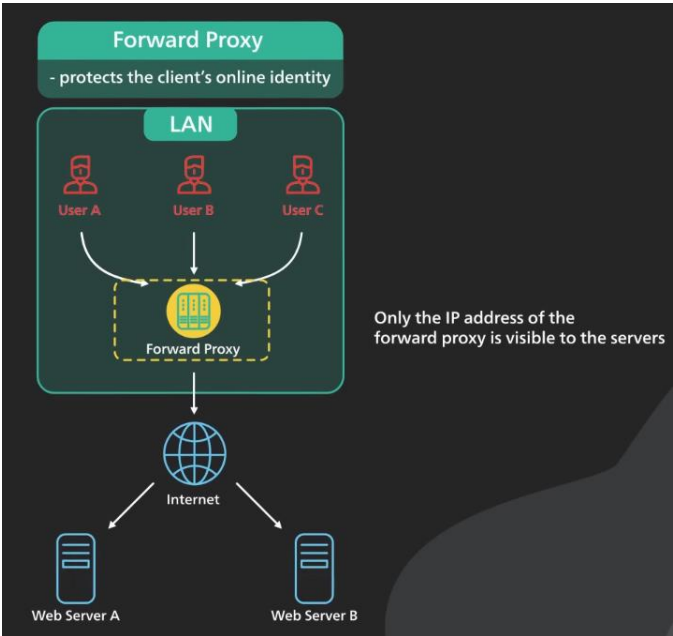 Forward Proxy
- protects the client's online identity
LAN
User A
User B
User C
Forward Proxy
Only the IP address of the
forward proxy is visible to the servers
Internet
Web Server A
Web Server B